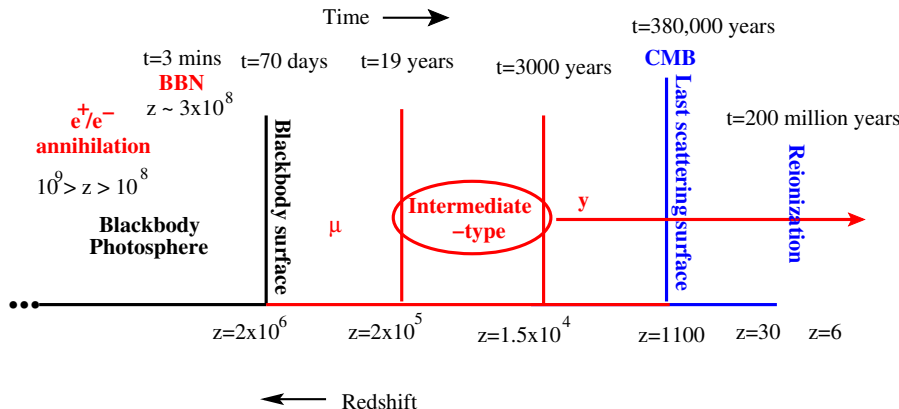 Time
t=380,000 years
t=3 mins
t=70 days
t=19 years
t=3000 years
CMB
BBN
z ~ 3x10^8
t=200 million years
e^+/e^-
annihilation
10^9 > z > 10^8
Blackbody
Photosphere
Blackbody surface
μ
Intermediate
-type
y
Last scattering surface
Reionization
z=2x10^6
z=2x10^5
z=1.5x10^4
z=1100
z=30
z=6
Redshift